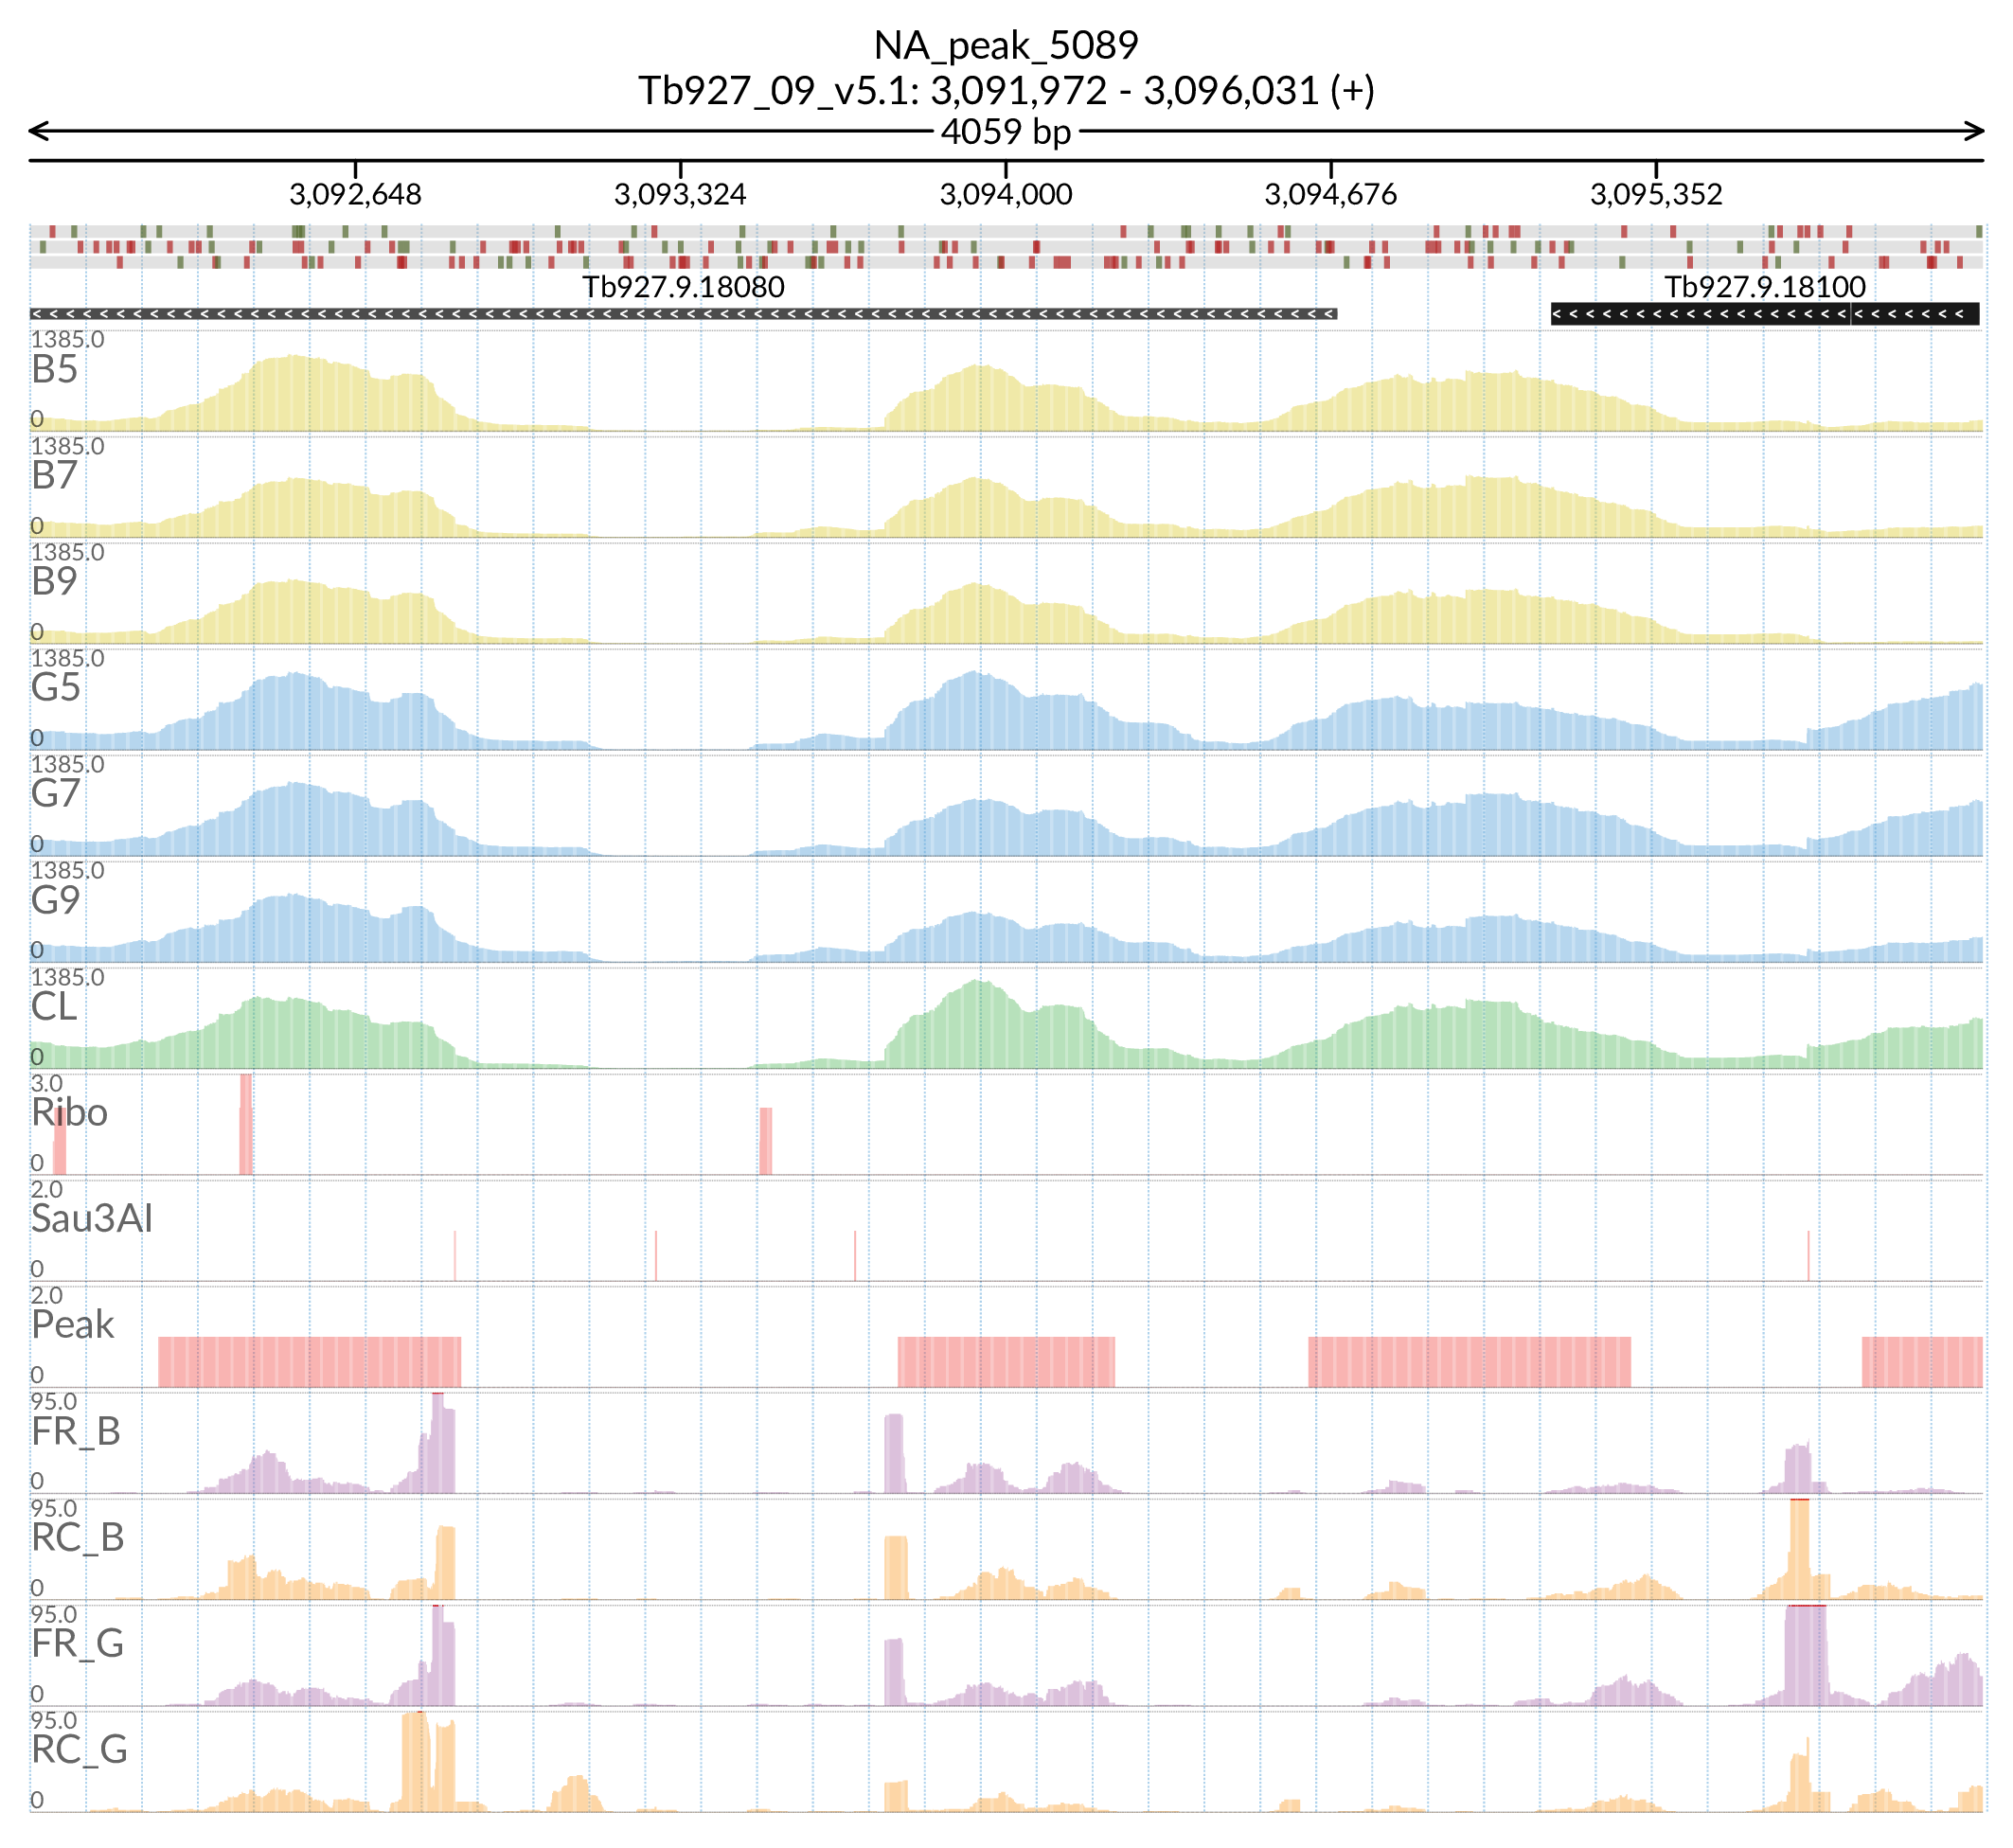 NA_peak_5089
Tb927_09_v5.1: 3,091,972 - 3,096,031 (+)
4059 bp
3,092,648 3,093,324 3,094,000 3,094,676 3,095,352
Tb927.9.18080 Tb927.9.18100
1385.0
B5
0
1385.0
B7
0
1385.0
B9
0
1385.0
G5
0
1385.0
G7
0
1385.0
G9
0
1385.0
CL
0
3.0
Ribo
0
2.0
Sau3AI
0
2.0
Peak
0
95.0
FR_B
0
95.0
RC_B
0
95.0
FR_G
0
95.0
RC_G
0